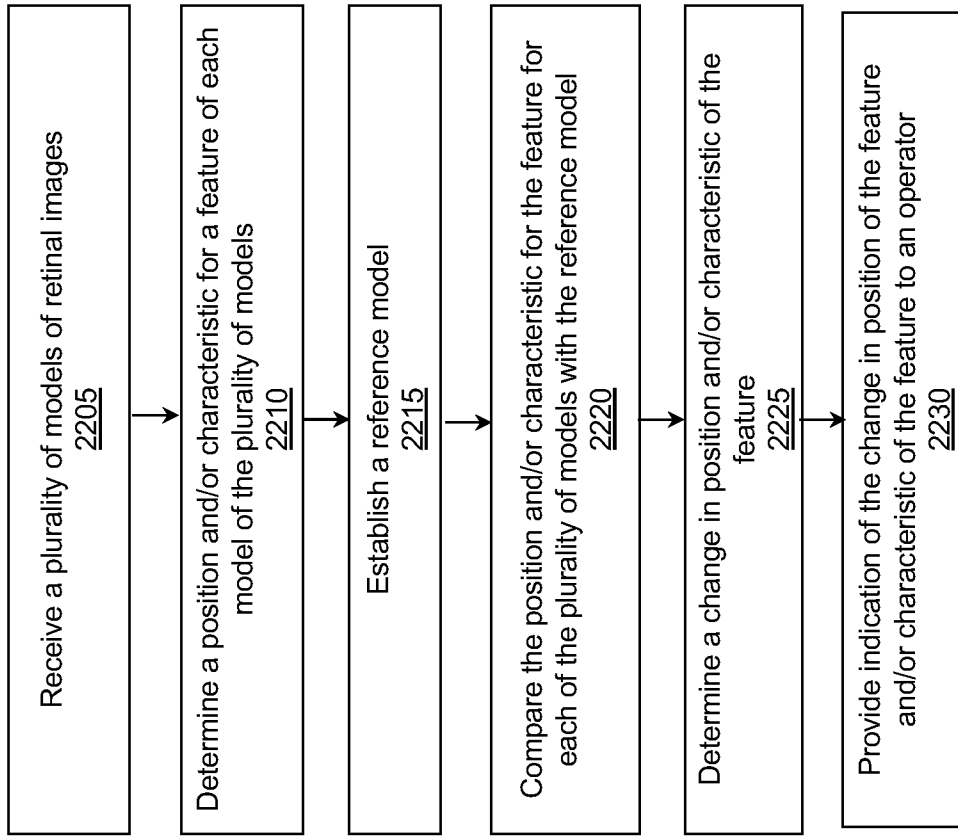 Receive a plurality of models of retinal images
2205
Determine a position and/or characteristic for a feature of each
model of the plurality of models
2210
Establish a reference model
2215
Compare the position and/or characteristic for the feature for
each of the plurality of models with the reference model
2220
Determine a change in position and/or characteristic of the
feature
2225
Provide indication of the change in position of the feature
and/or characteristic of the feature to an operator
2230